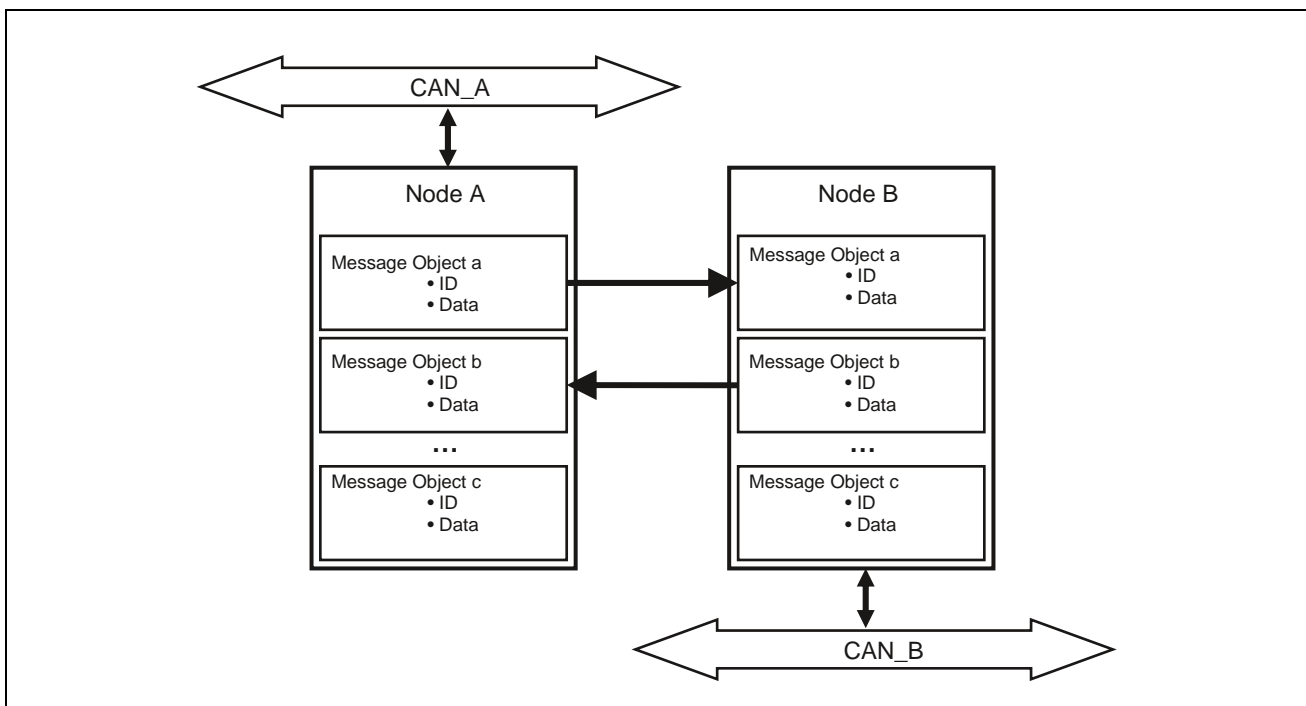 CAN_A
Node A
Message Object a
• ID
• Data
Message Object b
• ID
• Data
...
Message Object c
• ID
• Data
Node B
Message Object a
• ID
• Data
Message Object b
• ID
• Data
...
Message Object c
• ID
• Data
CAN_B